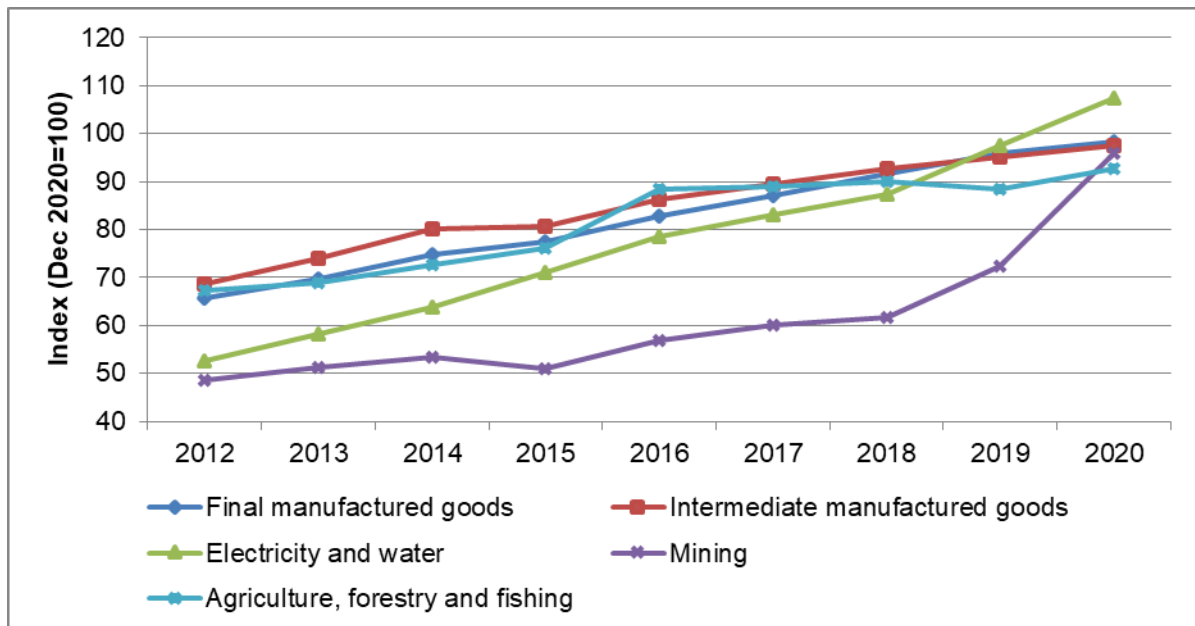 120
110
100
90
80
70
60
50
40
Index (Dec 2020=100)
2012 2013 2014 2015 2016 2017 2018 2019 2020
Final manufactured goods
Intermediate manufactured goods
Electricity and water
Mining
Agriculture, forestry and fishing